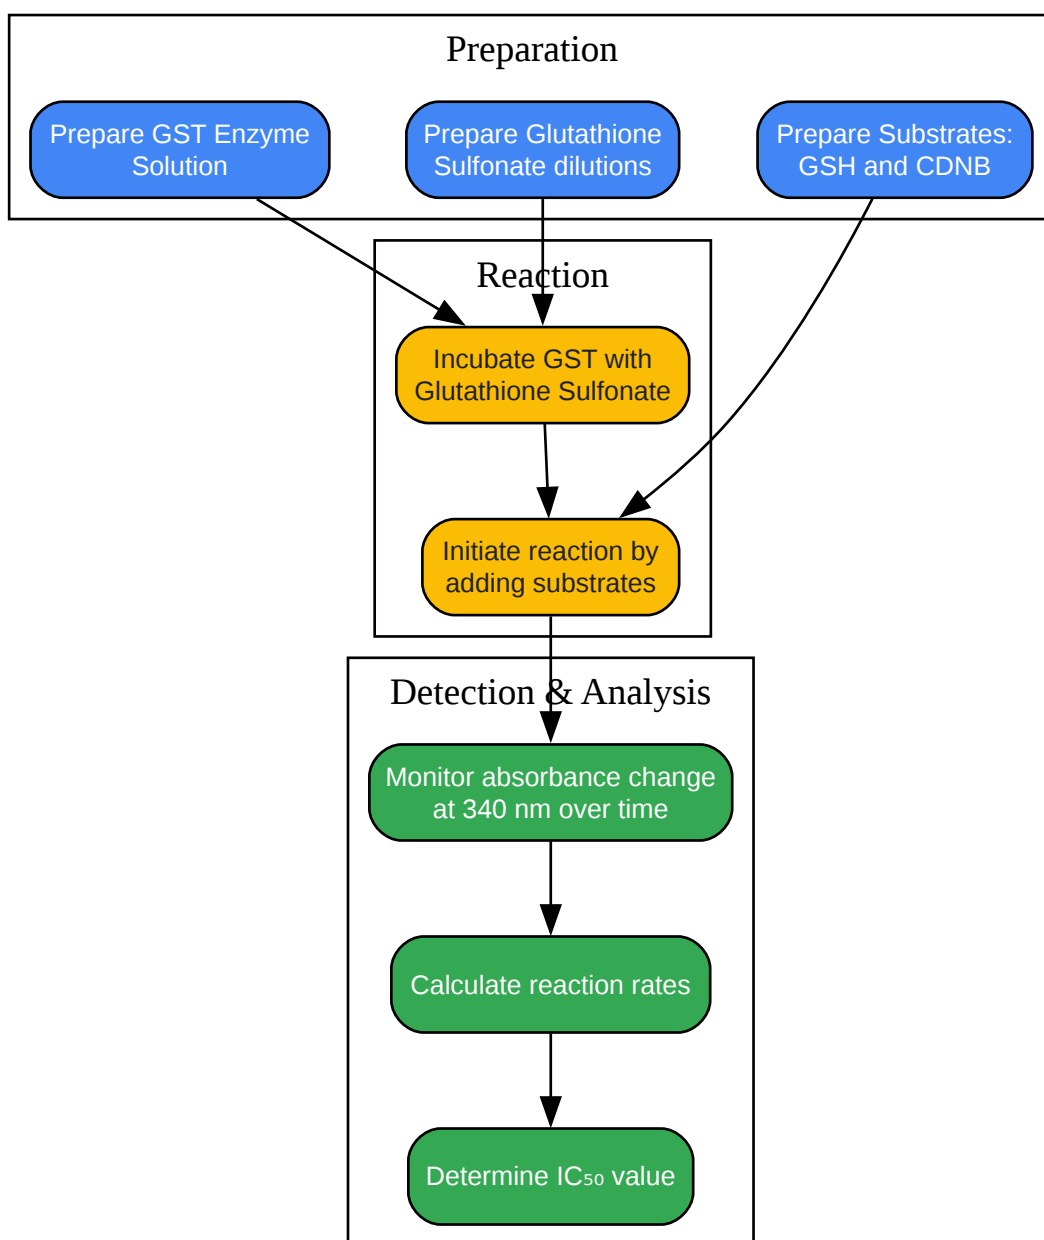 Preparation
Prepare GST Enzyme
Solution
Prepare Glutathione
Sulfonate dilutions
Prepare Substrates:
GSH and CDNB
Reaction
Incubate GST with
Glutathione Sulfonate
Initiate reaction by
adding substrates
Detection & Analysis
Monitor absorbance change
at 340 nm over time
Calculate reaction rates
Determine IC₅₀ value